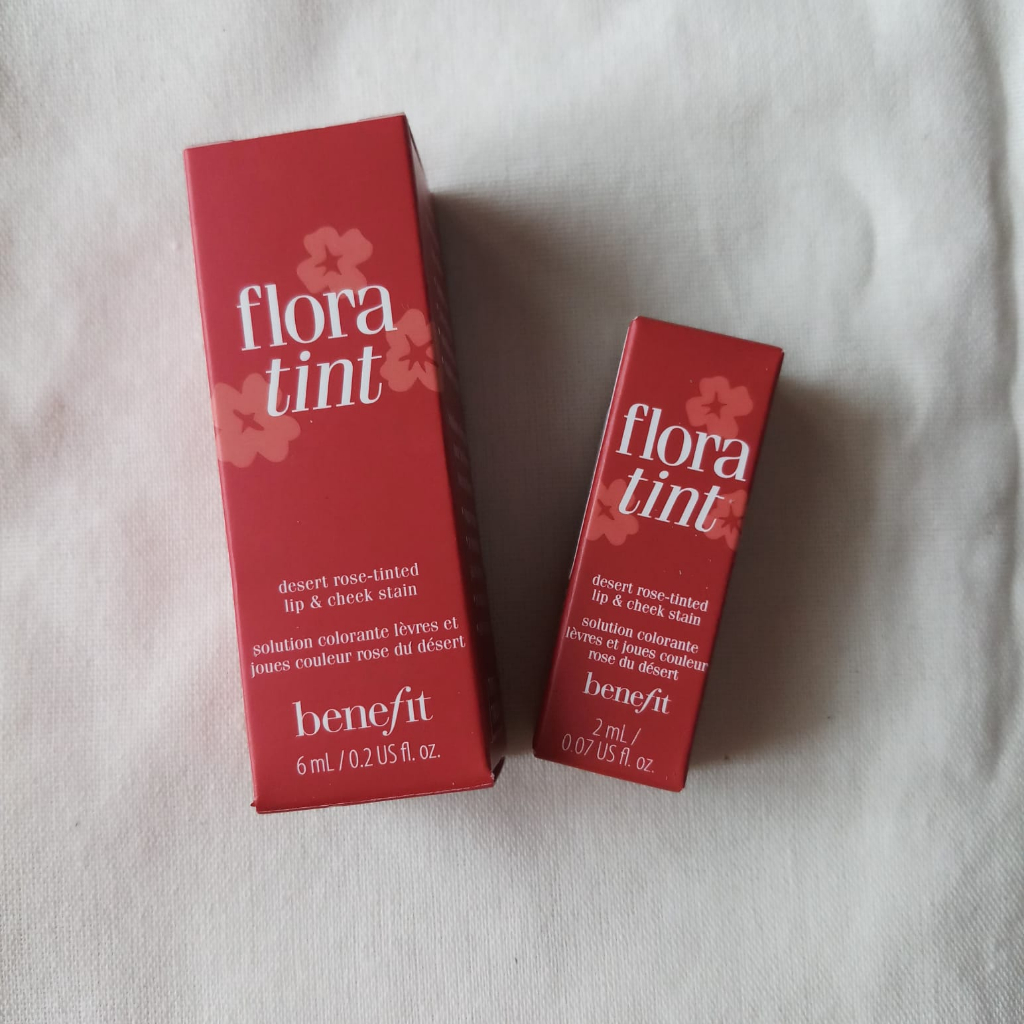 flora
tint
desert rose-tinted
lip & cheek stain
solution colorante lèvres et
joues couleur rose du désert
benefit
6 mL / 0.2 US fl. oz.
flora
tint
desert rose-tinted
lip & cheek stain
solution colorante
lèvres et joues couleur
rose du désert
benefit
2 mL /
0.07 US fl. oz.